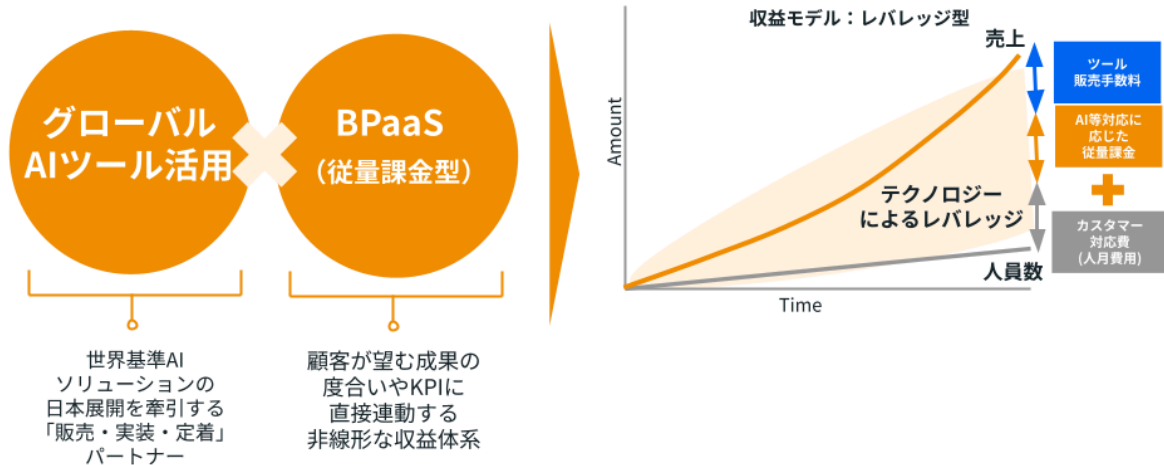 グローバル
AIツール活用
BPaaS
（従量課金型）
世界基準AI
ソリューションの
日本展開を牽引する
「販売・実装・定着」
パートナー
顧客が望む成果の
度合いやKPIに
直接連動する
非線形な収益体系
収益モデル：レバレッジ型
売上
Amount
テクノロジー
によるレバレッジ
人員数
Time
ツール
販売手数料
AI等対応に
応じた
従量課金
カスタマー
対応費
(人月費用)